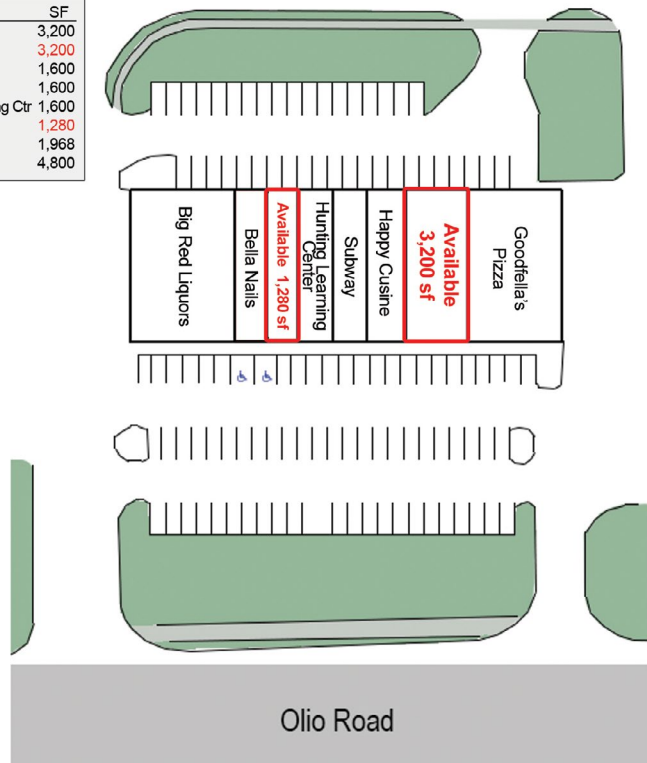 SF
3,200
3,200
1,600
1,600
g Ctr 1,600
1,280
1,968
4,800
Big Red Liquors
Bella Nails
Available 1,280 sf
Hunting Learning
Center
Subway
Happy Cusine
Available
3,200 sf
Goodfella's
Pizza
Olio Road